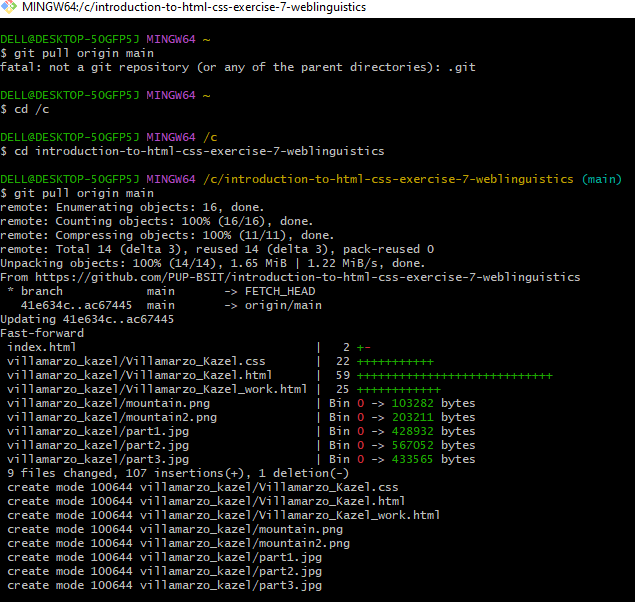 MINGW64:/c/introduction-to-html-css-exercise-7-weblinguistics
DELL@DESKTOP-5OGFP5J MINGW64 ~
$ git pull origin main
fatal: not a git repository (or any of the parent directories): .git
DELL@DESKTOP-5OGFP5J MINGW64 ~
$ cd /c
DELL@DESKTOP-5OGFP5J MINGW64 /c
$ cd introduction-to-html-css-exercise-7-weblinguistics
DELL@DESKTOP-5OGFP5J MINGW64 /c/introduction-to-html-css-exercise-7-weblinguistics (main)
$ git pull origin main
remote: Enumerating objects: 16, done.
remote: Counting objects: 100% (16/16), done.
remote: Compressing objects: 100% (11/11), done.
remote: Total 14 (delta 3), reused 14 (delta 3), pack-reused 0
Unpacking objects: 100% (14/14), 1.65 MiB | 1.22 MiB/s, done.
From https://github.com/PUP-BSIT/introduction-to-html-css-exercise-7-weblinguistics
 * branch            main       -> FETCH_HEAD
   41e634c..ac67445  main       -> origin/main
Updating 41e634c..ac67445
Fast-forward
 index.html                               |   2 +-
 villamarzo_kazel/Villamarzo_Kazel.css       |  22 +++++++++++
 villamarzo_kazel/Villamarzo_Kazel.html      |  59 ++++++++++++++++++++++++++++
 villamarzo_kazel/Villamarzo_Kazel_work.html |  25 ++++++++++++
 villamarzo_kazel/mountain.png               | Bin 0 -> 103282 bytes
 villamarzo_kazel/mountain2.png              | Bin 0 -> 203211 bytes
 villamarzo_kazel/part1.jpg                  | Bin 0 -> 428932 bytes
 villamarzo_kazel/part2.jpg                  | Bin 0 -> 567052 bytes
 villamarzo_kazel/part3.jpg                  | Bin 0 -> 433565 bytes
 9 files changed, 107 insertions(+), 1 deletion(-)
 create mode 100644 villamarzo_kazel/Villamarzo_Kazel.css
 create mode 100644 villamarzo_kazel/Villamarzo_Kazel.html
 create mode 100644 villamarzo_kazel/Villamarzo_Kazel_work.html
 create mode 100644 villamarzo_kazel/mountain.png
 create mode 100644 villamarzo_kazel/mountain2.png
 create mode 100644 villamarzo_kazel/part1.jpg
 create mode 100644 villamarzo_kazel/part2.jpg
 create mode 100644 villamarzo_kazel/part3.jpg